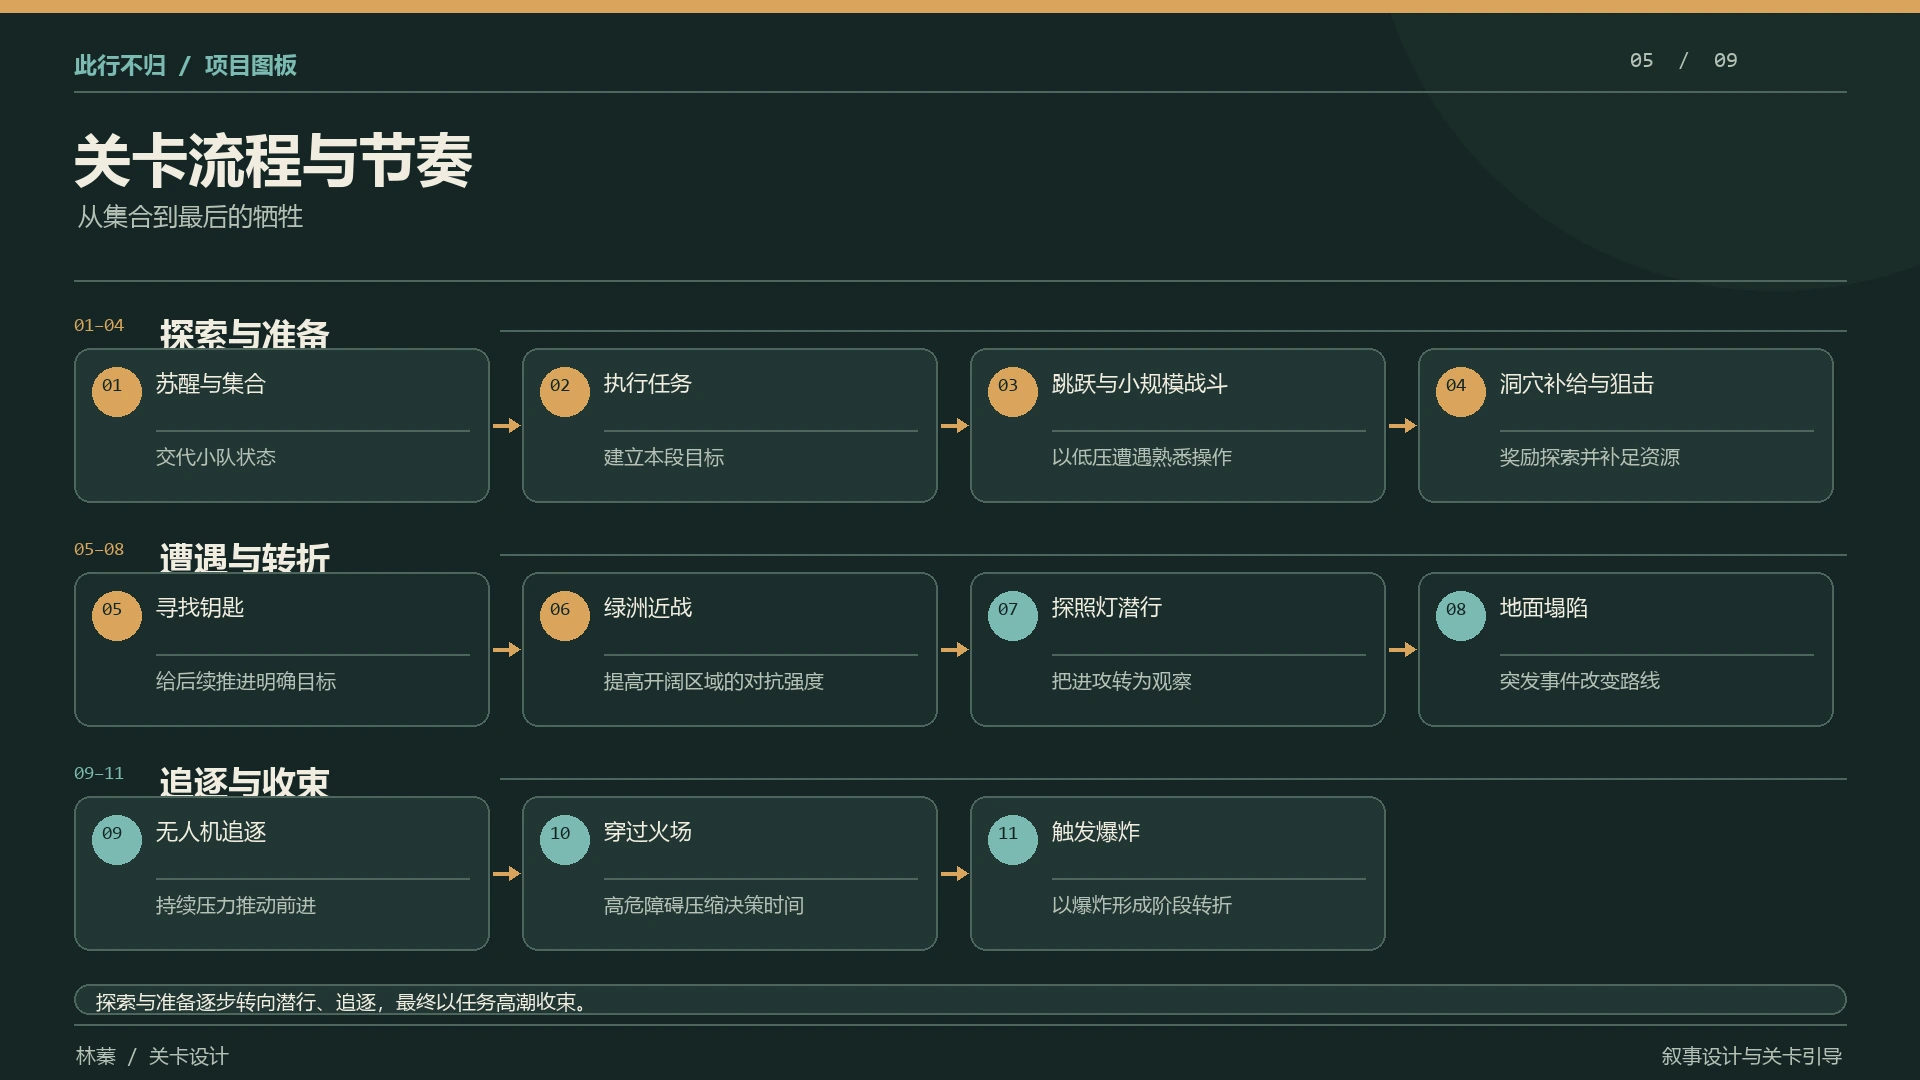 此行不归 / 项目图板
05 / 09
关卡流程与节奏
从集合到最后的牺牲
01—04 探索与准备
01 苏醒与集合
交代小队状态
02 执行任务
建立本段目标
03 跳跃与小规模战斗
以低压遭遇熟悉操作
04 洞穴补给与狙击
奖励探索并补足资源
05—08 遭遇与转折
05 寻找钥匙
给后续推进明确目标
06 绿洲近战
提高开阔区域的对抗强度
07 探照灯潜行
把进攻转为观察
08 地面塌陷
突发事件改变路线
09—11 追逐与收束
09 无人机追逐
持续压力推动前进
10 穿过火场
高危障碍压缩决策时间
11 触发爆炸
以爆炸形成阶段转折
探索与准备逐步转向潜行、追逐，最终以任务高潮收束。
林蓁 / 关卡设计
叙事设计与关卡引导